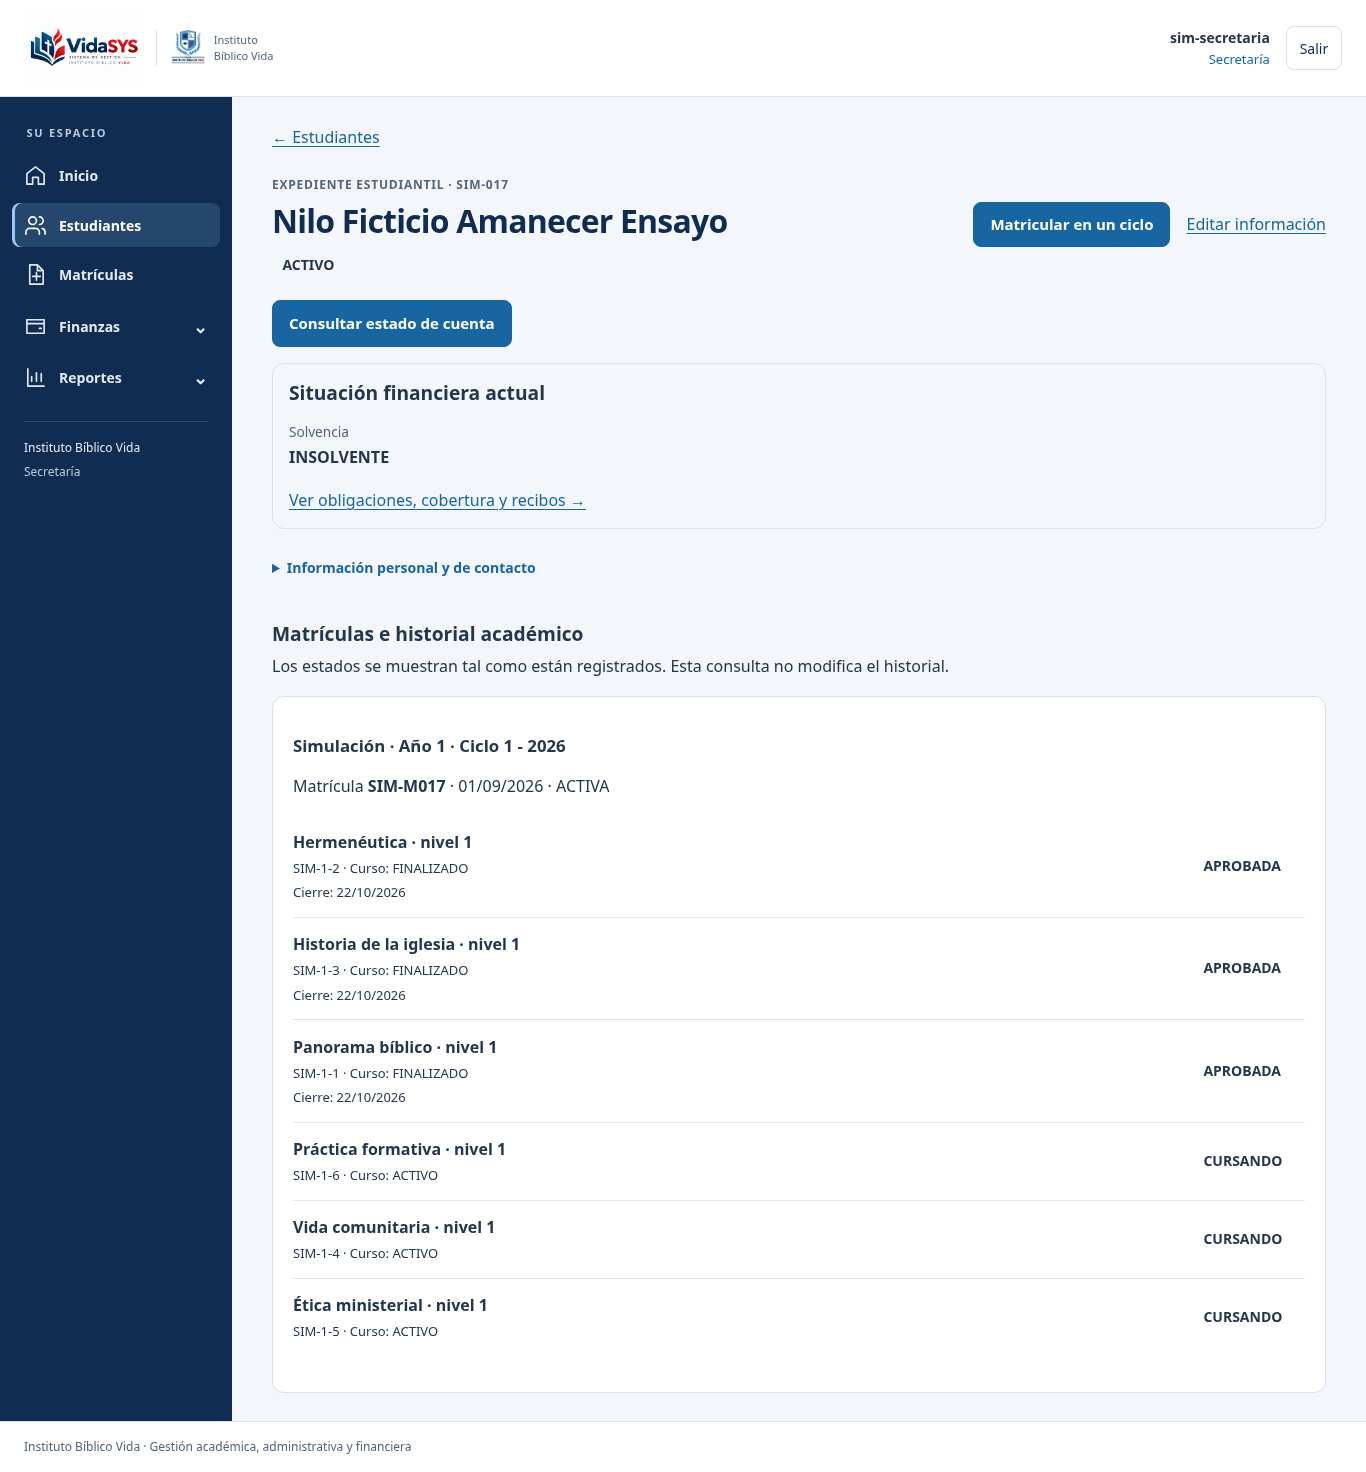 VidaSYS
SISTEMA DE GESTIÓN
INSTITUTO BÍBLICO VIDA
Instituto
Bíblico Vida
sim-secretaria
Secretaría
Salir
SU ESPACIO
Inicio
Estudiantes
Matrículas
Finanzas
Reportes
Instituto Bíblico Vida
Secretaría
← Estudiantes
EXPEDIENTE ESTUDIANTIL · SIM-017
Nilo Ficticio Amanecer Ensayo
Matricular en un ciclo
Editar información
ACTIVO
Consultar estado de cuenta
Situación financiera actual
Solvencia
INSOLVENTE
Ver obligaciones, cobertura y recibos →
Información personal y de contacto
Matrículas e historial académico
Los estados se muestran tal como están registrados. Esta consulta no modifica el historial.
Simulación · Año 1 · Ciclo 1 - 2026
Matrícula SIM-M017 · 01/09/2026 · ACTIVA
Hermenéutica · nivel 1
SIM-1-2 · Curso: FINALIZADO
Cierre: 22/10/2026
APROBADA
Historia de la iglesia · nivel 1
SIM-1-3 · Curso: FINALIZADO
Cierre: 22/10/2026
APROBADA
Panorama bíblico · nivel 1
SIM-1-1 · Curso: FINALIZADO
Cierre: 22/10/2026
APROBADA
Práctica formativa · nivel 1
SIM-1-6 · Curso: ACTIVO
CURSANDO
Vida comunitaria · nivel 1
SIM-1-4 · Curso: ACTIVO
CURSANDO
Ética ministerial · nivel 1
SIM-1-5 · Curso: ACTIVO
CURSANDO
Instituto Bíblico Vida · Gestión académica, administrativa y financiera